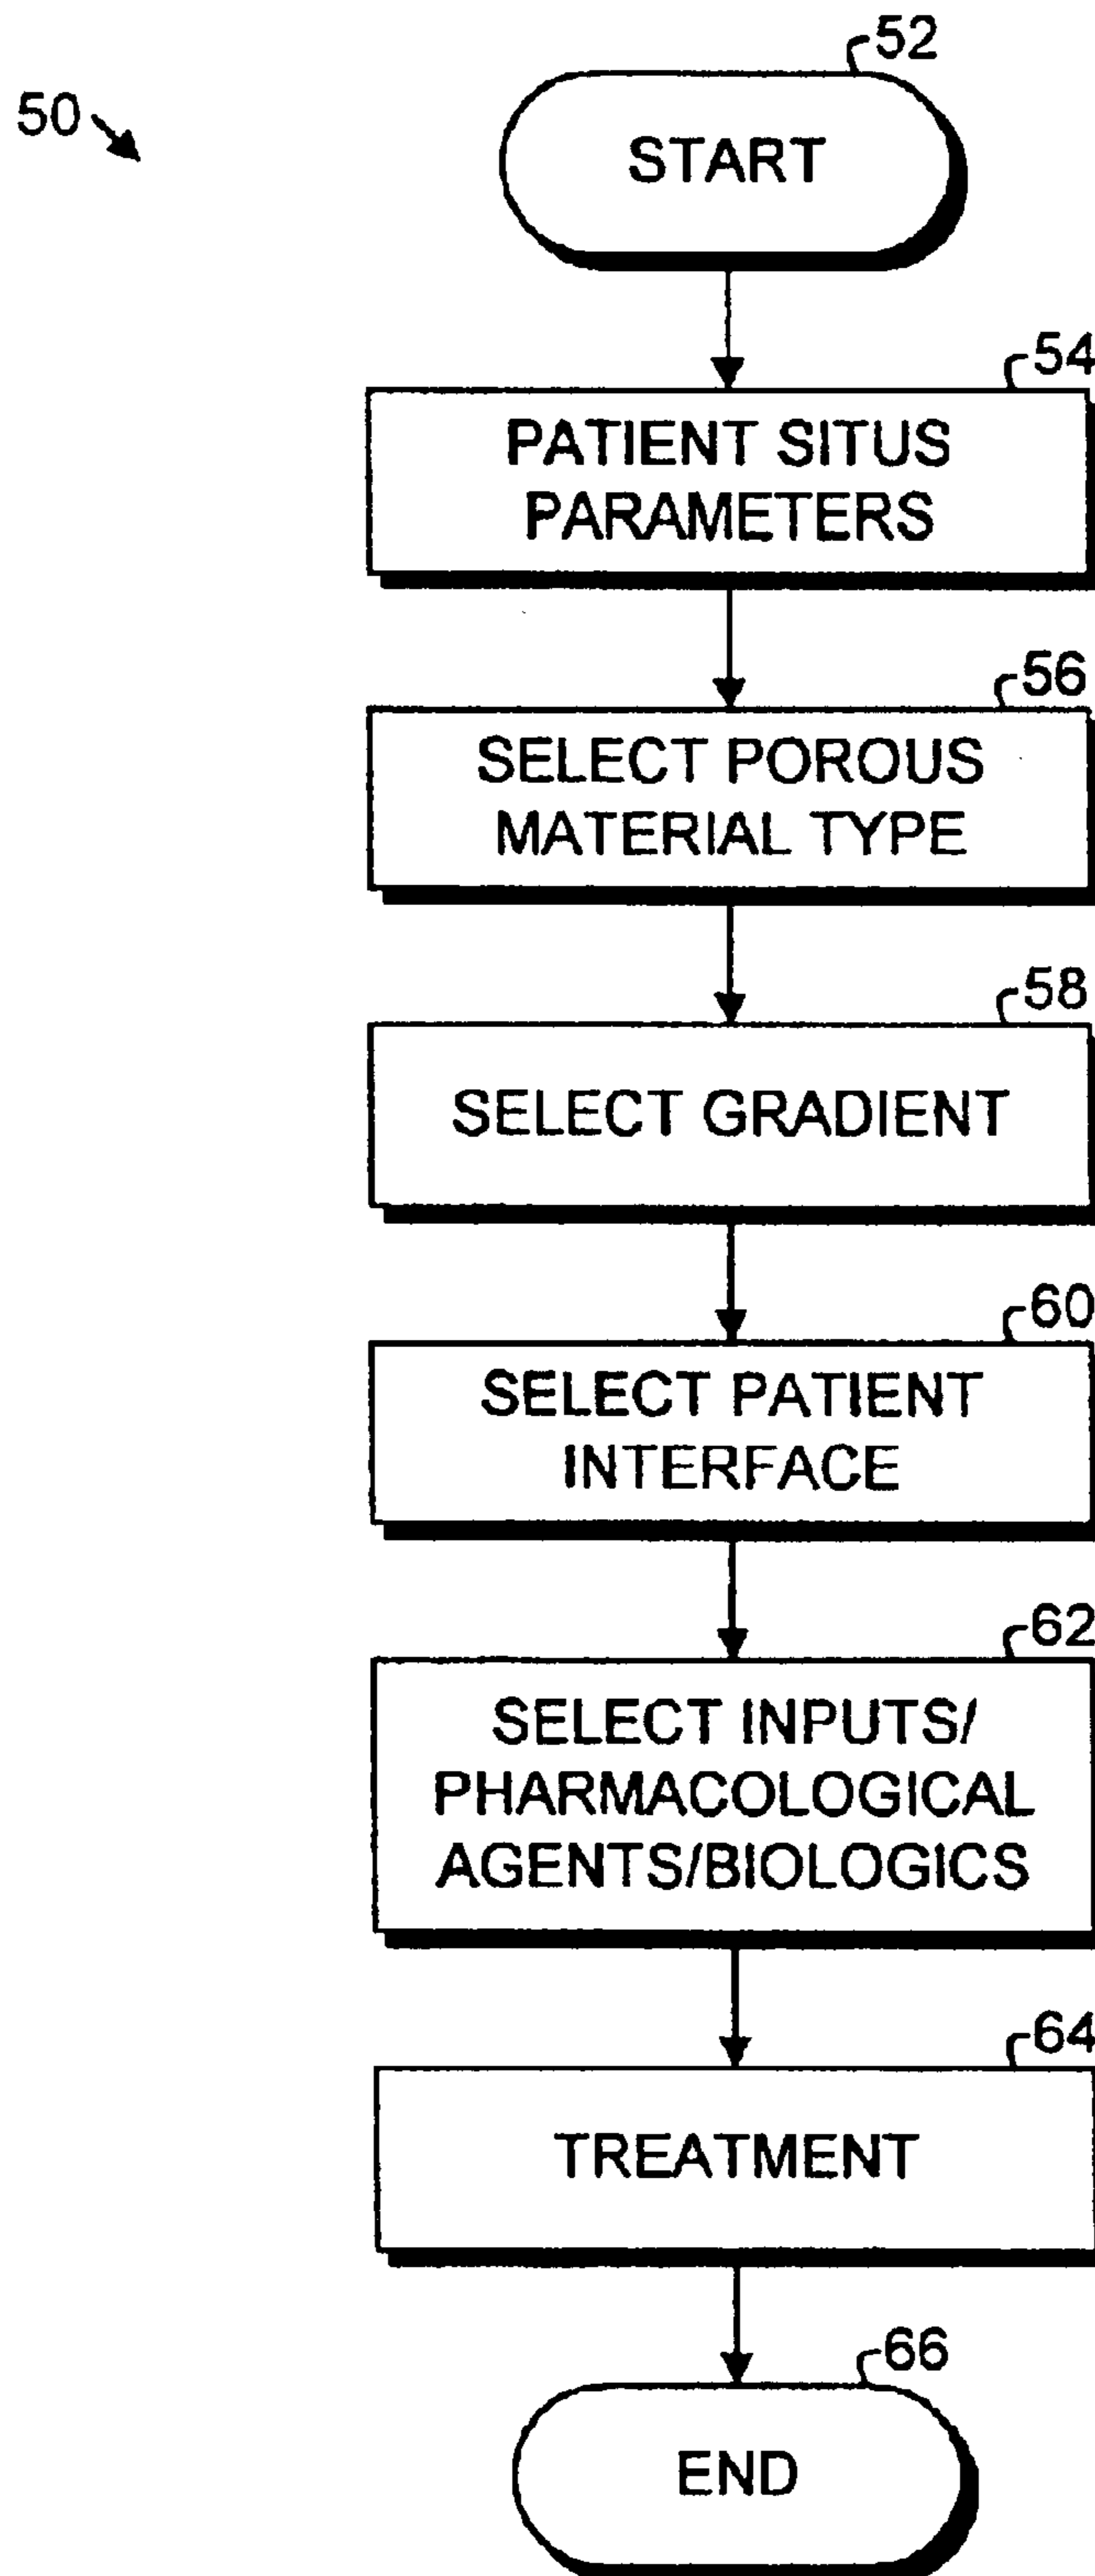 52
50
START
54
PATIENT SITUS
PARAMETERS
56
SELECT POROUS
MATERIAL TYPE
58
SELECT GRADIENT
60
SELECT PATIENT
INTERFACE
62
SELECT INPUTS/
PHARMACOLOGICAL
AGENTS/BIOLOGICS
64
TREATMENT
66
END